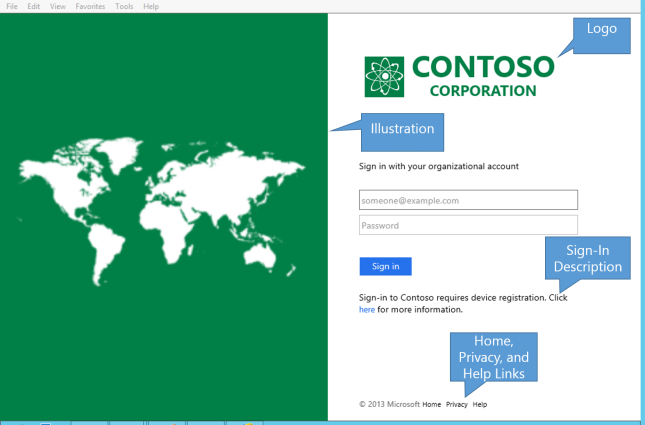 File Edit View Favorites Tools Help
Logo
CONTOSO
CORPORATION
Illustration
Sign in with your organizational account
someone@example.com
Password
Sign in
Sign-In
Description
Sign-in to Contoso requires device registration. Click
here for more information.
Home,
Privacy, and
Help Links
© 2013 Microsoft Home Privacy Help